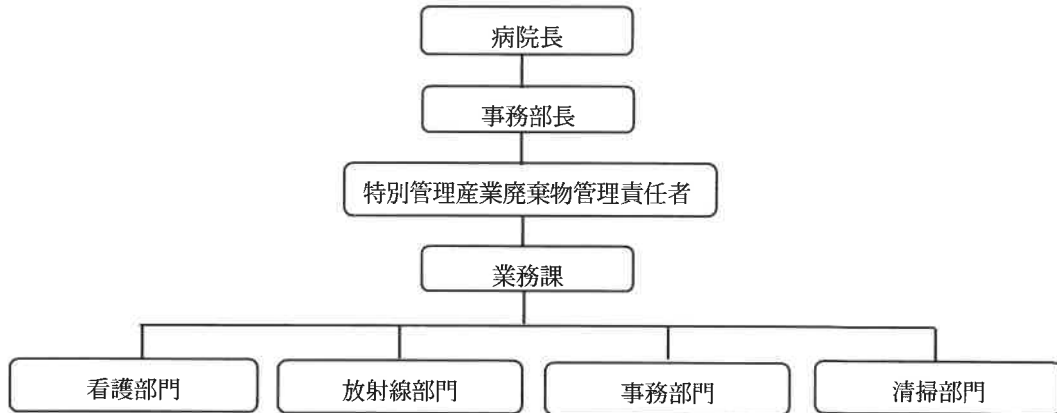 病院長
事務部長
特別管理産業廃棄物管理責任者
業務課
看護部門
放射線部門
事務部門
清掃部門